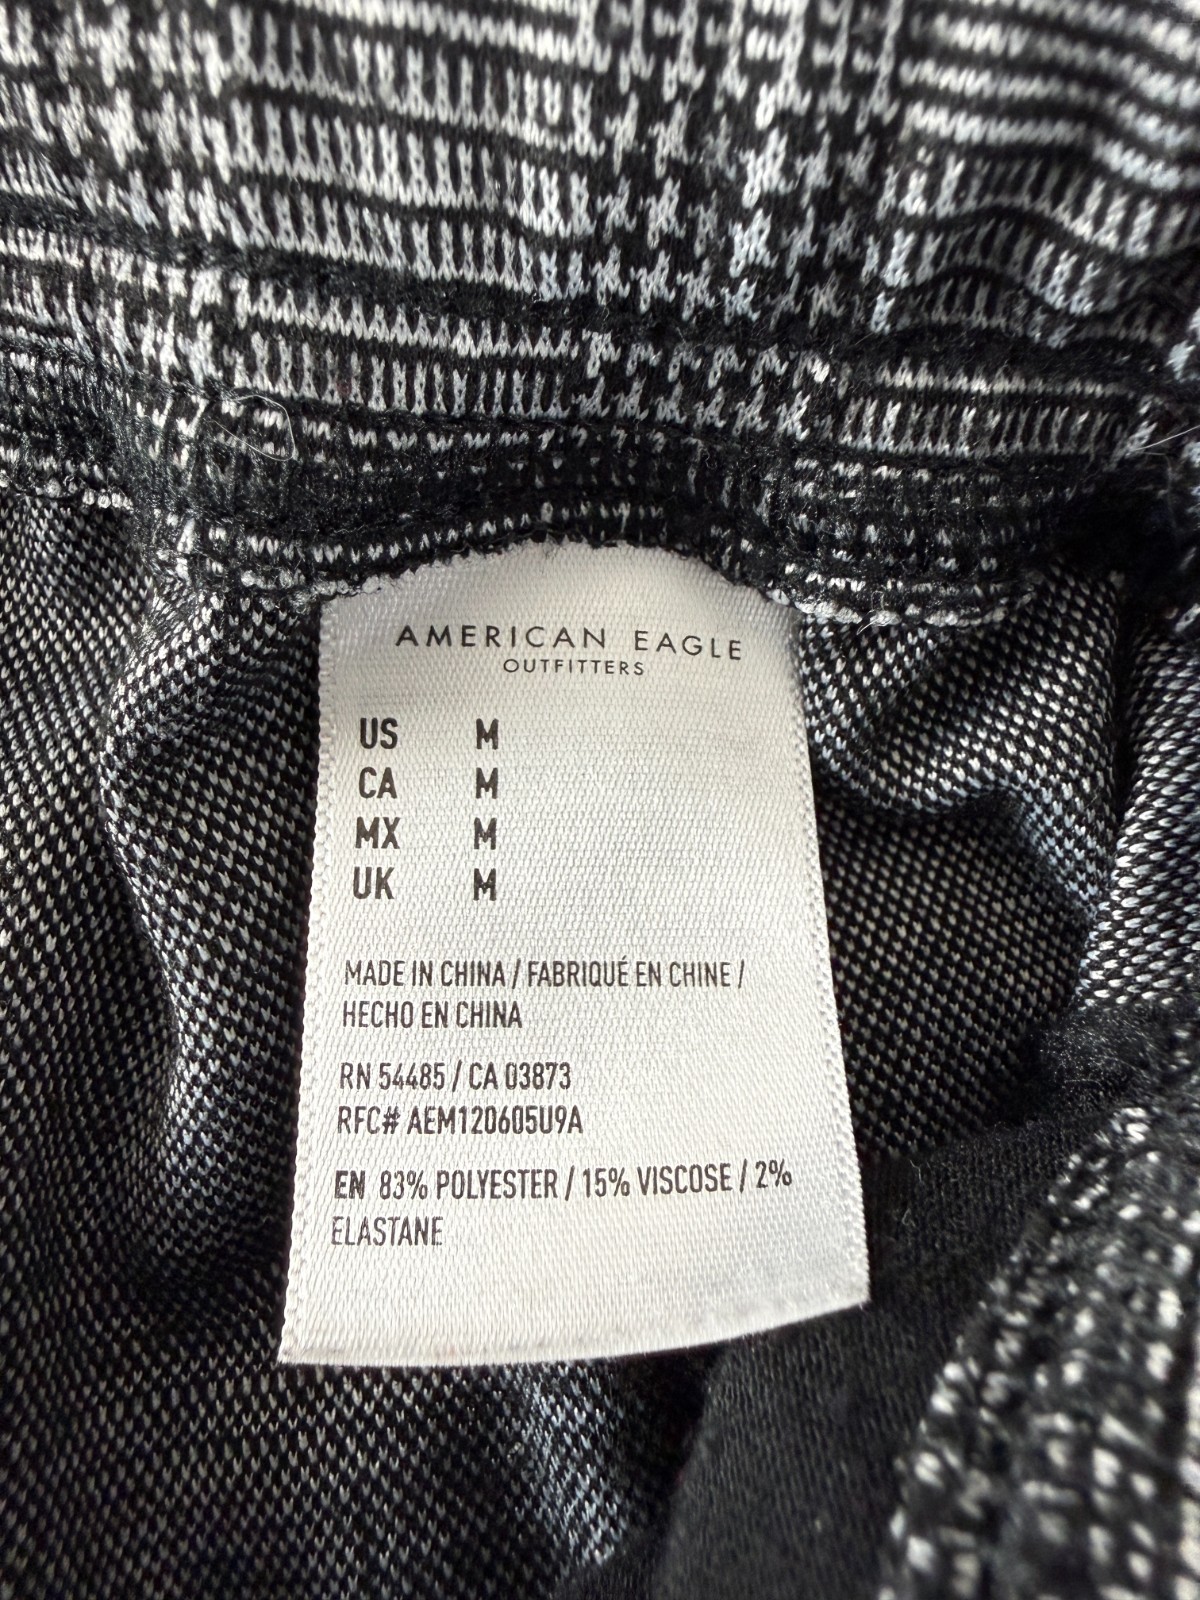 AMERICAN EAGLE
OUTFITTERS
US M
CA M
MX M
UK M
MADE IN CHINA / FABRIQUÉ EN CHINE /
HECHO EN CHINA
RN 54485 / CA 03873
RFC# AEM120605U9A
EN 83% POLYESTER / 15% VISCOSE / 2%
ELASTANE